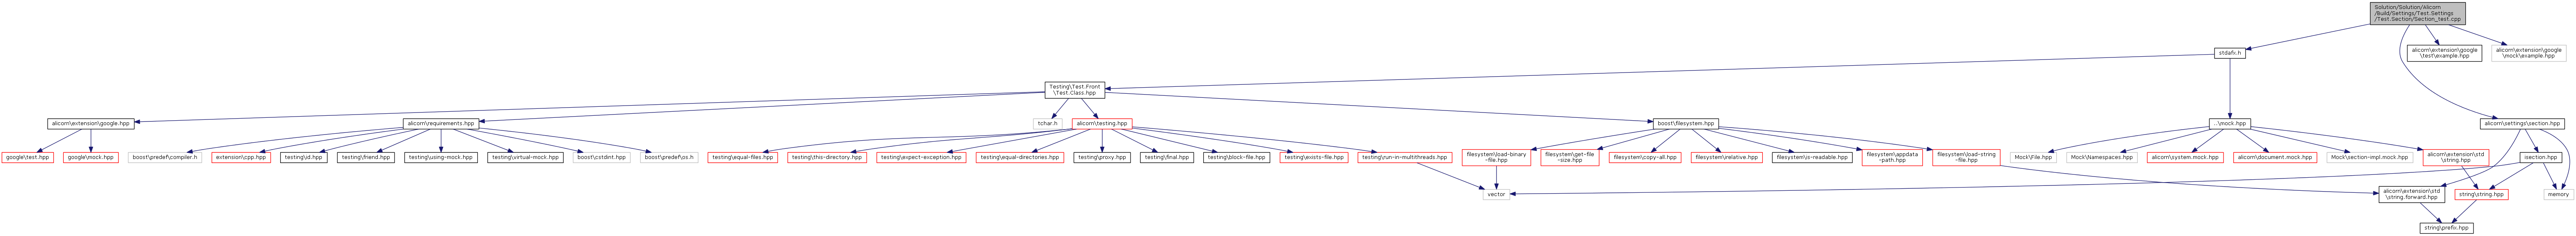 Solution/Solution/Alicorn
/Build/Settings/Test.Settings
/Test.Section/Section_test.cpp
stdafx.h
alicorn\extension\google
\test\example.hpp
alicorn\extension\google
\mock\example.hpp
Testing\Test.Front
\Test.Class.hpp
alicorn\extension\google.hpp
alicorn\requirements.hpp
tchar.h
alicorn\testing.hpp
boost\filesystem.hpp
..\mock.hpp
alicorn\settings\section.hpp
google\test.hpp
google\mock.hpp
boost\predef\compiler.h
extension\cpp.hpp
testing\d.hpp
testing\friend.hpp
testing\using-mock.hpp
testing\virtual-mock.hpp
boost\cstdint.hpp
boost\predef\os.h
testing\equal-files.hpp
testing\this-directory.hpp
testing\expect-exception.hpp
testing\equal-directories.hpp
testing\proxy.hpp
testing\final.hpp
testing\block-file.hpp
testing\exists-file.hpp
testing\run-in-multithreads.hpp
filesystem\load-binary
-file.hpp
filesystem\get-file
-size.hpp
filesystem\copy-all.hpp
filesystem\relative.hpp
filesystem\is-readable.hpp
filesystem\appdata
-path.hpp
filesystem\load-string
-file.hpp
Mock\File.hpp
Mock\Namespaces.hpp
alicorn\system.mock.hpp
alicorn\document.mock.hpp
Mock\section-impl.mock.hpp
alicorn\extension\std
\string.hpp
isection.hpp
vector
alicorn\extension\std
\string.forward.hpp
string\string.hpp
memory
string\prefix.hpp